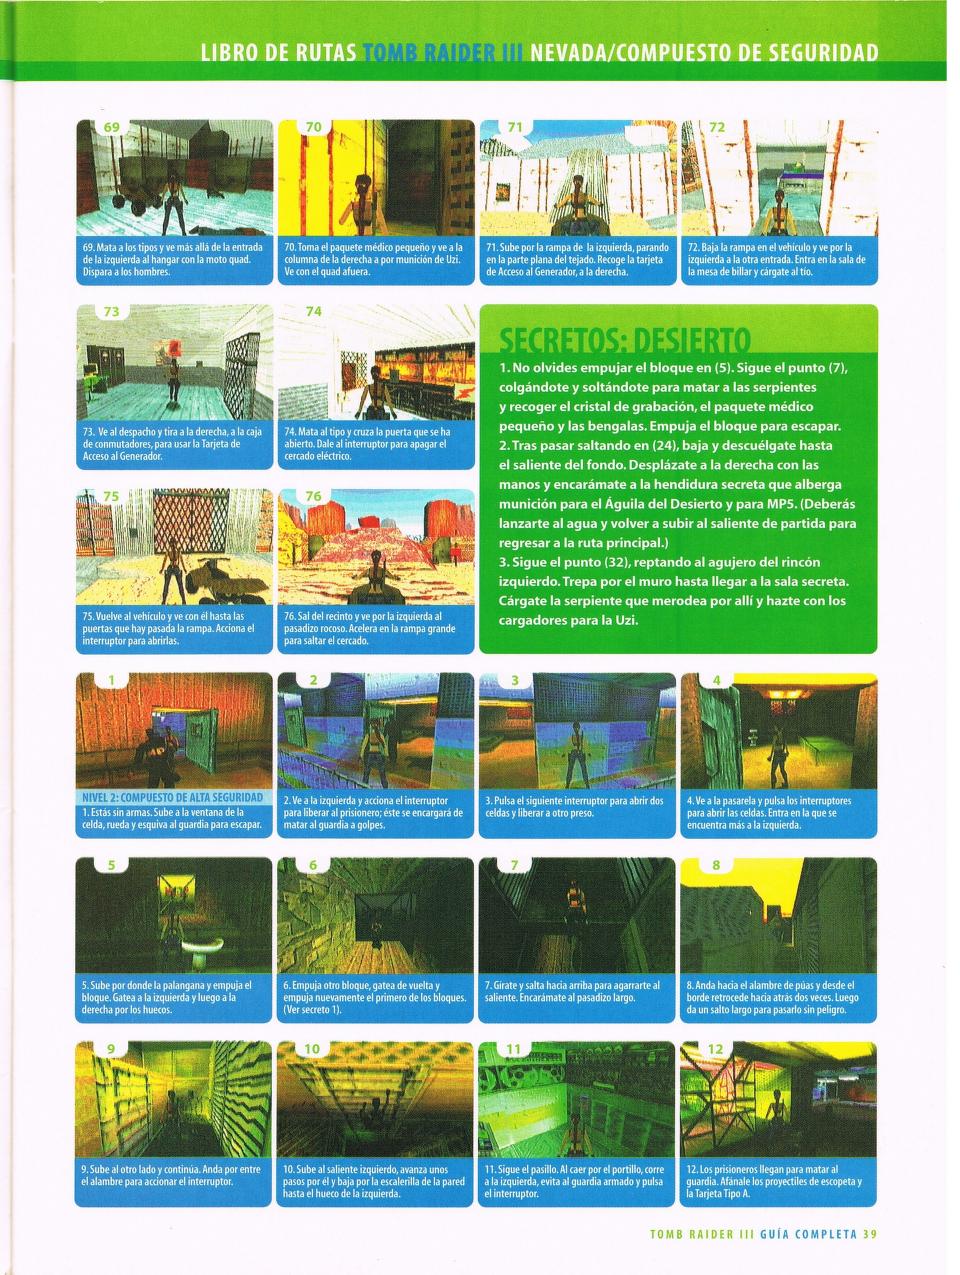 LIBRO DE RUTAS TOMB RAIDER III NEVADA/COMPUESTO DE SEGURIDAD
69
69. Mata a los tipos y ve más allá de la entrada
de la izquierda al hangar con la moto quad.
Dispara a los hombres.
70
70. Toma el paquete médico pequeño y ve a la
columna de la derecha a por munición de Uzi.
Ve con el quad afuera.
71
71. Sube por la rampa de la izquierda, parando
en la parte plana del tejado. Recoge la tarjeta
de Acceso al Generador, a la derecha.
72
72. Baja la rampa en el vehículo y ve por la
izquierda a la otra entrada. Entra en la sala de
la mesa de billar y cárgate al tío.
73
73. Ve al despacho y tira a la derecha, a la caja
de conmutadores, para usar la Tarjeta de
Acceso al Generador.
74
74. Mata al tipo y cruza la puerta que se ha
abierto. Dale al interruptor para apagar el
cercado eléctrico.
SECRETOS: DESIERTO
1. No olvides empujar el bloque en (5). Sigue el punto (7),
colgándote y soltándote para matar a las serpientes
y recoger el cristal de grabación, el paquete médico
pequeño y las bengalas. Empuja el bloque para escapar.
2. Tras pasar saltando en (24), baja y descuélgate hasta
el saliente del fondo. Desplázate a la derecha con las
manos y encarámate a la hendidura secreta que alberga
munición para el Águila del Desierto y para MP5. (Deberás
lanzarte al agua y volver a subir al saliente de partida para
regresar a la ruta principal.)
3. Sigue el punto (32), reptando al agujero del rincón
izquierdo. Trepa por el muro hasta llegar a la sala secreta.
Cárgate la serpiente que merodea por allí y hazte con los
cargadores para la Uzi.
75
75. Vuelve al vehículo y ve con él hasta las
puertas que hay pasada la rampa. Acciona el
interruptor para abrirlas.
76
76. Sal del recinto y ve por la izquierda al
pasadizo rocoso. Acelera en la rampa grande
para saltar el cercado.
1
NIVEL 2: COMPUESTO DE ALTA SEGURIDAD
1. Estás sin armas. Sube a la ventana de la
celda, rueda y esquiva al guardia para escapar.
2
2. Ve a la izquierda y acciona el interruptor
para liberar al prisionero; éste se encargará de
matar al guardia a golpes.
3
3. Pulsa el siguiente interruptor para abrir dos
celdas y liberar a otro preso.
4
4. Ve a la pasarela y pulsa los interruptores
para abrir las celdas. Entra en la que se
encuentra más a la izquierda.
5
5. Sube por donde la palangana y empuja el
bloque. Gatea a la izquierda y luego a la
derecha por los huecos.
6
6. Empuja otro bloque, gatea de vuelta y
empuja nuevamente el primero de los bloques.
(Ver secreto 1).
7
7. Gírate y salta hacia arriba para agarrarte al
saliente. Encarámate al pasadizo largo.
8
8. Anda hacia el alambre de púas y desde el
borde retrocede hacia atrás dos veces. Luego
da un salto largo para pasarlo sin peligro.
9
9. Sube al otro lado y continúa. Anda por entre
el alambre para accionar el interruptor.
10
10. Sube al saliente izquierdo, avanza unos
pasos por él y baja por la escalerilla de la pared
hasta el hueco de la izquierda.
11
11. Sigue el pasillo. Al caer por el portillo, corre
a la izquierda, evita al guardia armado y pulsa
el interruptor.
12
12. Los prisioneros llegan para matar al
guardia. Afánale los proyectiles de escopeta y
la Tarjeta Tipo A.
TOMB RAIDER III GUÍA COMPLETA 39